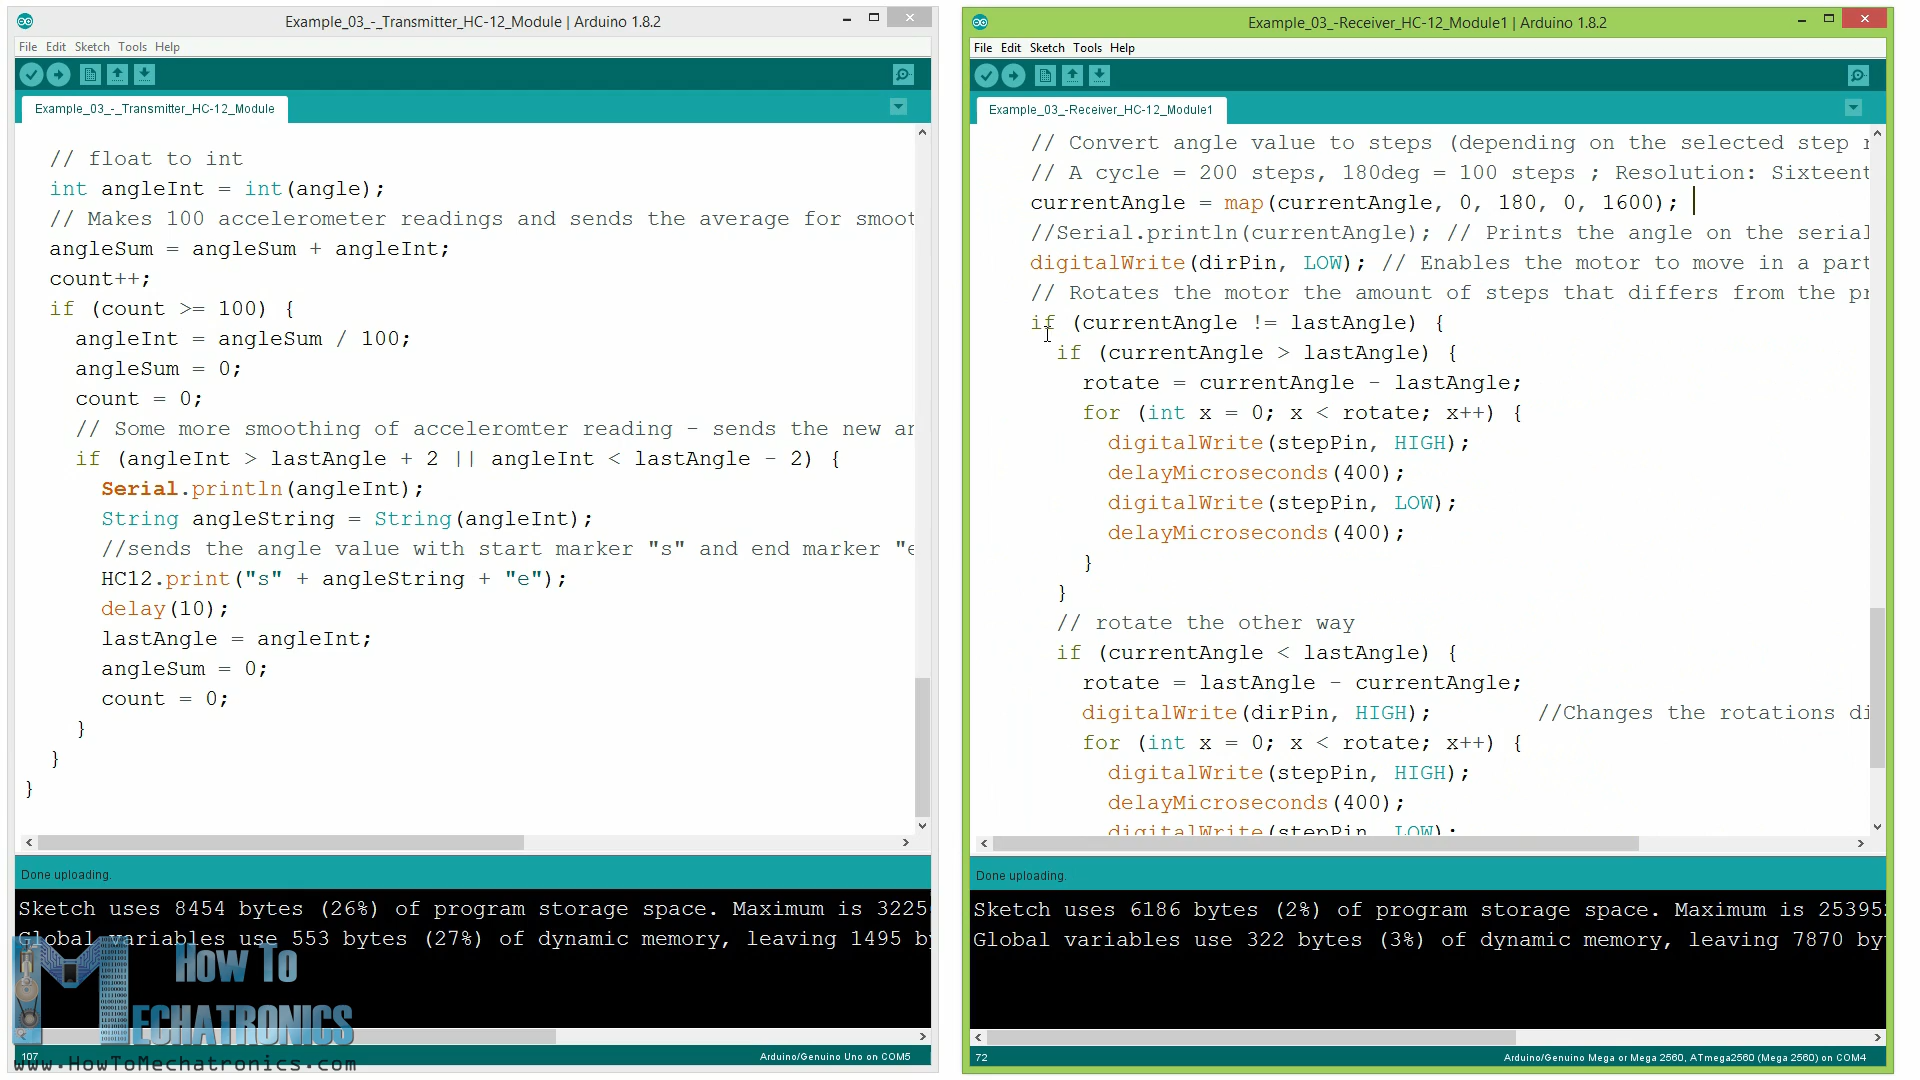 Example_03_-_Transmitter_HC-12_Module | Arduino 1.8.2
File Edit Sketch Tools Help
Example_03_-_Transmitter_HC-12_Module
// float to int
int angleInt = int(angle);
// Makes 100 accelerometer readings and sends the average for smoot
angleSum = angleSum + angleInt;
count++;
if (count >= 100) {
angleInt = angleSum / 100;
angleSum = 0;
count = 0;
// Some more smoothing of acceleromter reading - sends the new an
if (angleInt > lastAngle + 2 || angleInt < lastAngle - 2) {
Serial.println(angleInt);
String angleString = String(angleInt);
//sends the angle value with start marker "s" and end marker "e
HC12.print("s" + angleString + "e");
delay(10);
lastAngle = angleInt;
angleSum = 0;
count = 0;
}
}
}
Done uploading.
Sketch uses 8454 bytes (26%) of program storage space. Maximum is 32256
Global variables use 553 bytes (27%) of dynamic memory, leaving 1495 by
How To
MECHATRONICS
107
Arduino/Genuino Uno on COM5
www.HowToMechatronics.com
Example_03_-Receiver_HC-12_Module1 | Arduino 1.8.2
File Edit Sketch Tools Help
Example_03_-Receiver_HC-12_Module1
// Convert angle value to steps (depending on the selected step r
// A cycle = 200 steps, 180deg = 100 steps ; Resolution: Sixteent
currentAngle = map(currentAngle, 0, 180, 0, 1600);
//Serial.println(currentAngle); // Prints the angle on the serial
digitalWrite(dirPin, LOW); // Enables the motor to move in a part
// Rotates the motor the amount of steps that differs from the pr
if (currentAngle != lastAngle) {
if (currentAngle > lastAngle) {
rotate = currentAngle - lastAngle;
for (int x = 0; x < rotate; x++) {
digitalWrite(stepPin, HIGH);
delayMicroseconds(400);
digitalWrite(stepPin, LOW);
delayMicroseconds(400);
}
}
// rotate the other way
if (currentAngle < lastAngle) {
rotate = lastAngle - currentAngle;
digitalWrite(dirPin, HIGH); //Changes the rotations di
for (int x = 0; x < rotate; x++) {
digitalWrite(stepPin, HIGH);
delayMicroseconds(400);
digitalWrite(stepPin, LOW);
Done uploading.
Sketch uses 6186 bytes (2%) of program storage space. Maximum is 253952
Global variables use 322 bytes (3%) of dynamic memory, leaving 7870 by
72
Arduino/Genuino Mega or Mega 2560, ATmega2560 (Mega 2560) on COM4